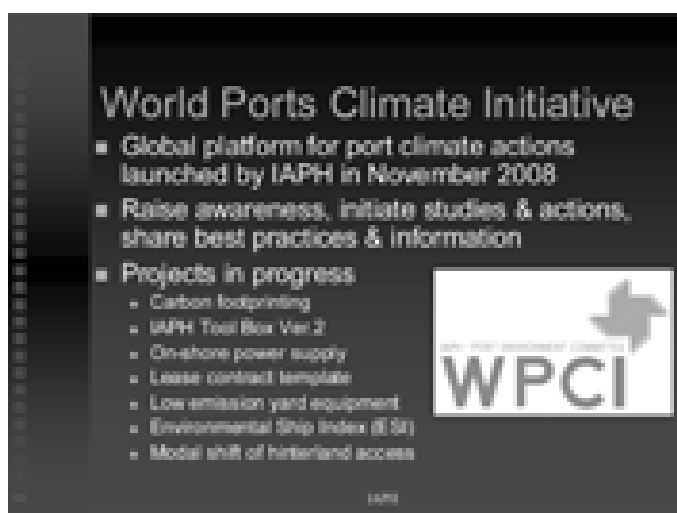 World Ports Climate Initiative
■ Global platform for port climate actions
launched by IAPH in November 2008
■ Raise awareness, initiate studies & actions,
share best practices & information
■ Projects in progress
▪ Carbon footprinting
▪ IAPH Tool Box Ver.2
▪ On-shore power supply
▪ Lease contract template
▪ Low emission yard equipment
▪ Environmental Ship Index (ESI)
▪ Modal shift of hinterland access
WPCI
IAPH